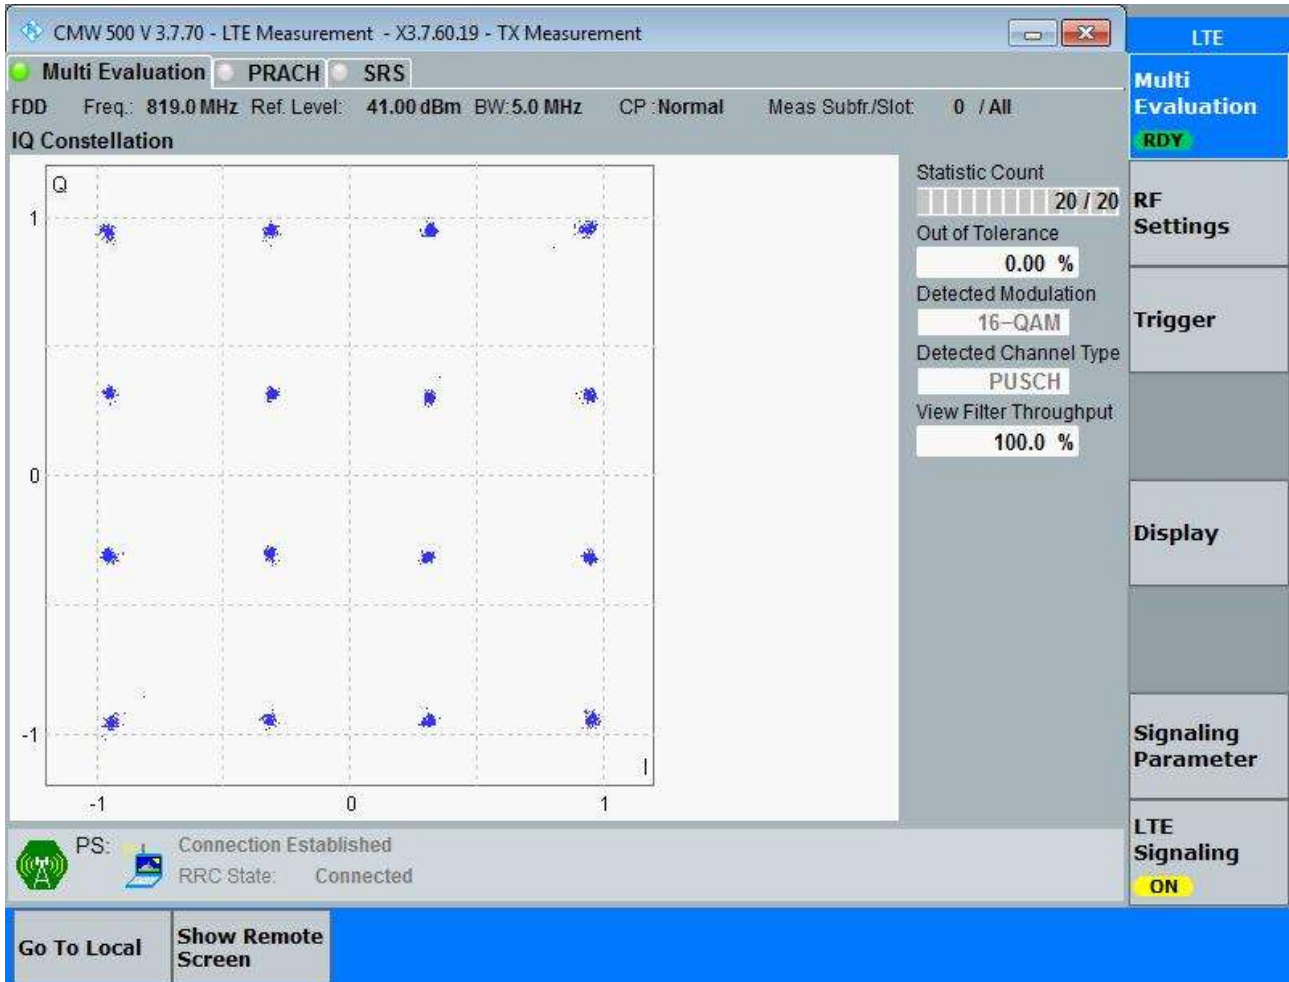 CMW 500 V 3.7.70 - LTE Measurement - X3.7.60.19 - TX Measurement
LTE
Multi Evaluation PRACH SRS
Multi
Evaluation
RDY
FDD Freq.: 819.0 MHz Ref. Level: 41.00 dBm BW: 5.0 MHz CP : Normal Meas Subfr./Slot: 0 / All
IQ Constellation
Q
1
0
-1
I
-1 0 1
Statistic Count
20 / 20
Out of Tolerance
0.00 %
Detected Modulation
16-QAM
Detected Channel Type
PUSCH
View Filter Throughput
100.0 %
RF
Settings
Trigger
Display
Signaling
Parameter
LTE
Signaling
ON
PS: Connection Established
RRC State: Connected
Go To Local
Show Remote
Screen